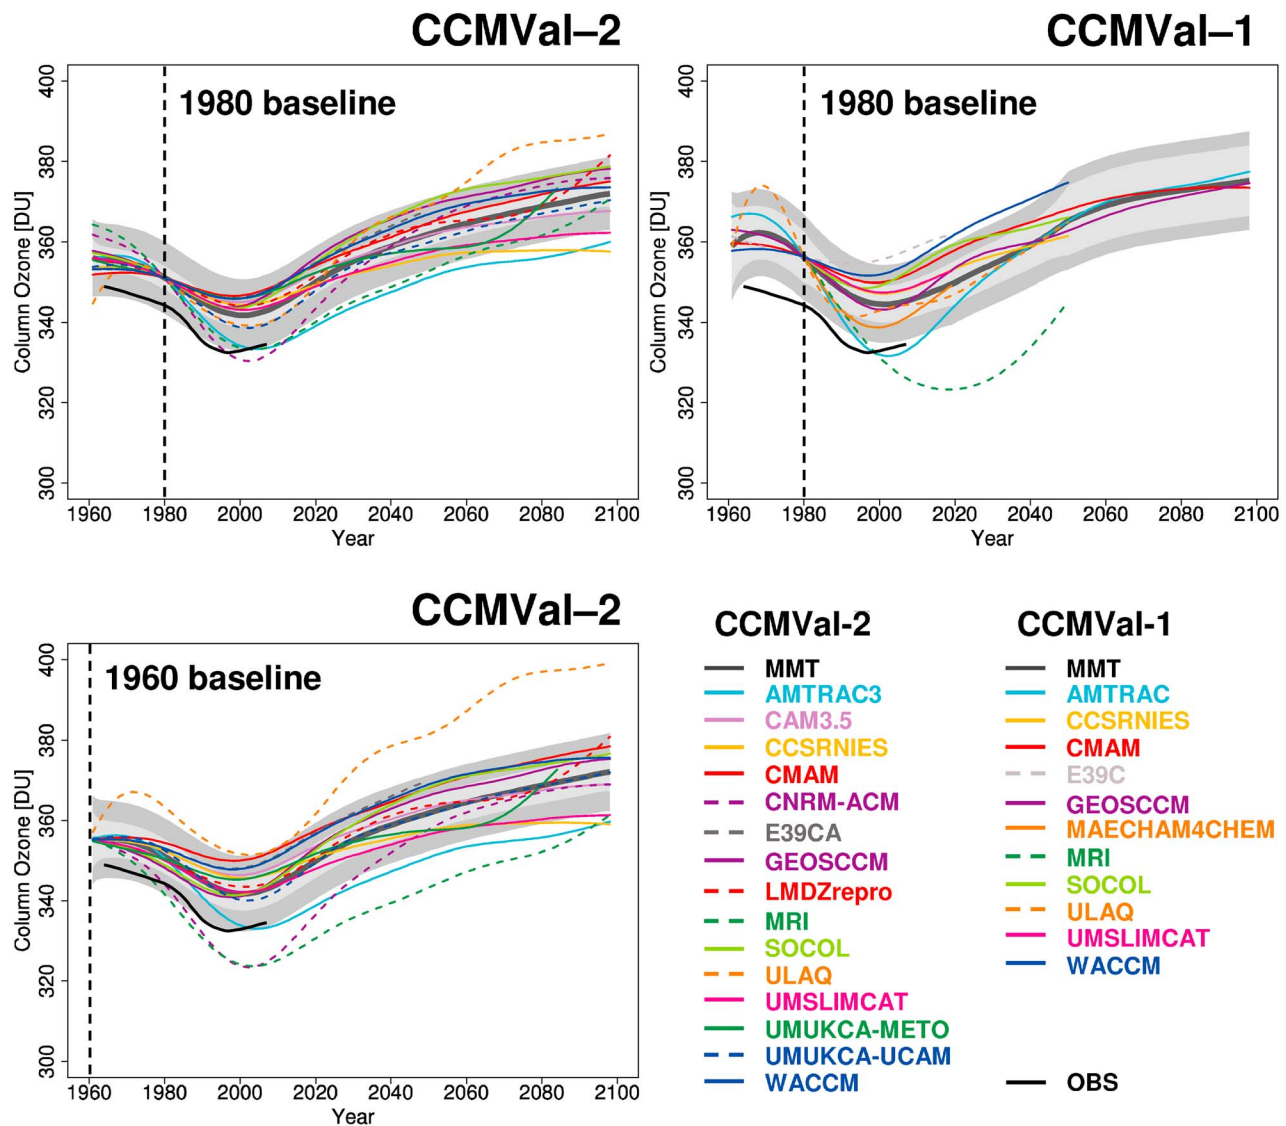 CCMVal–2
1980 baseline
Column Ozone [DU]
400
380
360
340
320
300
1960 1980 2000 2020 2040 2060 2080 2100
Year
CCMVal–1
1980 baseline
Column Ozone [DU]
400
380
360
340
320
300
1960 1980 2000 2020 2040 2060 2080 2100
Year
CCMVal–2
1960 baseline
Column Ozone [DU]
400
380
360
340
320
300
1960 1980 2000 2020 2040 2060 2080 2100
Year
CCMVal-2
MMT
AMTRAC3
CAM3.5
CCSRNIES
CMAM
CNRM-ACM
E39CA
GEOSCCM
LMDZrepro
MRI
SOCOL
ULAQ
UMSLIMCAT
UMUKCA-METO
UMUKCA-UCAM
WACCM
CCMVal-1
MMT
AMTRAC
CCSRNIES
CMAM
E39C
GEOSCCM
MAECHAM4CHEM
MRI
SOCOL
ULAQ
UMSLIMCAT
WACCM
OBS